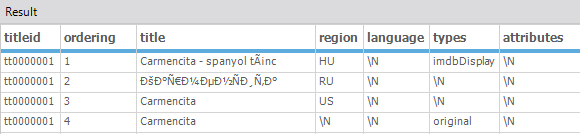 Result
titleid ordering title region language types attributes
tt0000001 1 Carmencita - spanyol tÃ¡nc HU \N imdbDisplay \N
tt0000001 2 ÐšÐ°Ñ€Ð¼ÐµÐ½ÑÐ¸Ñ‚Ð° RU \N \N \N
tt0000001 3 Carmencita US \N \N \N
tt0000001 4 Carmencita \N \N original \N